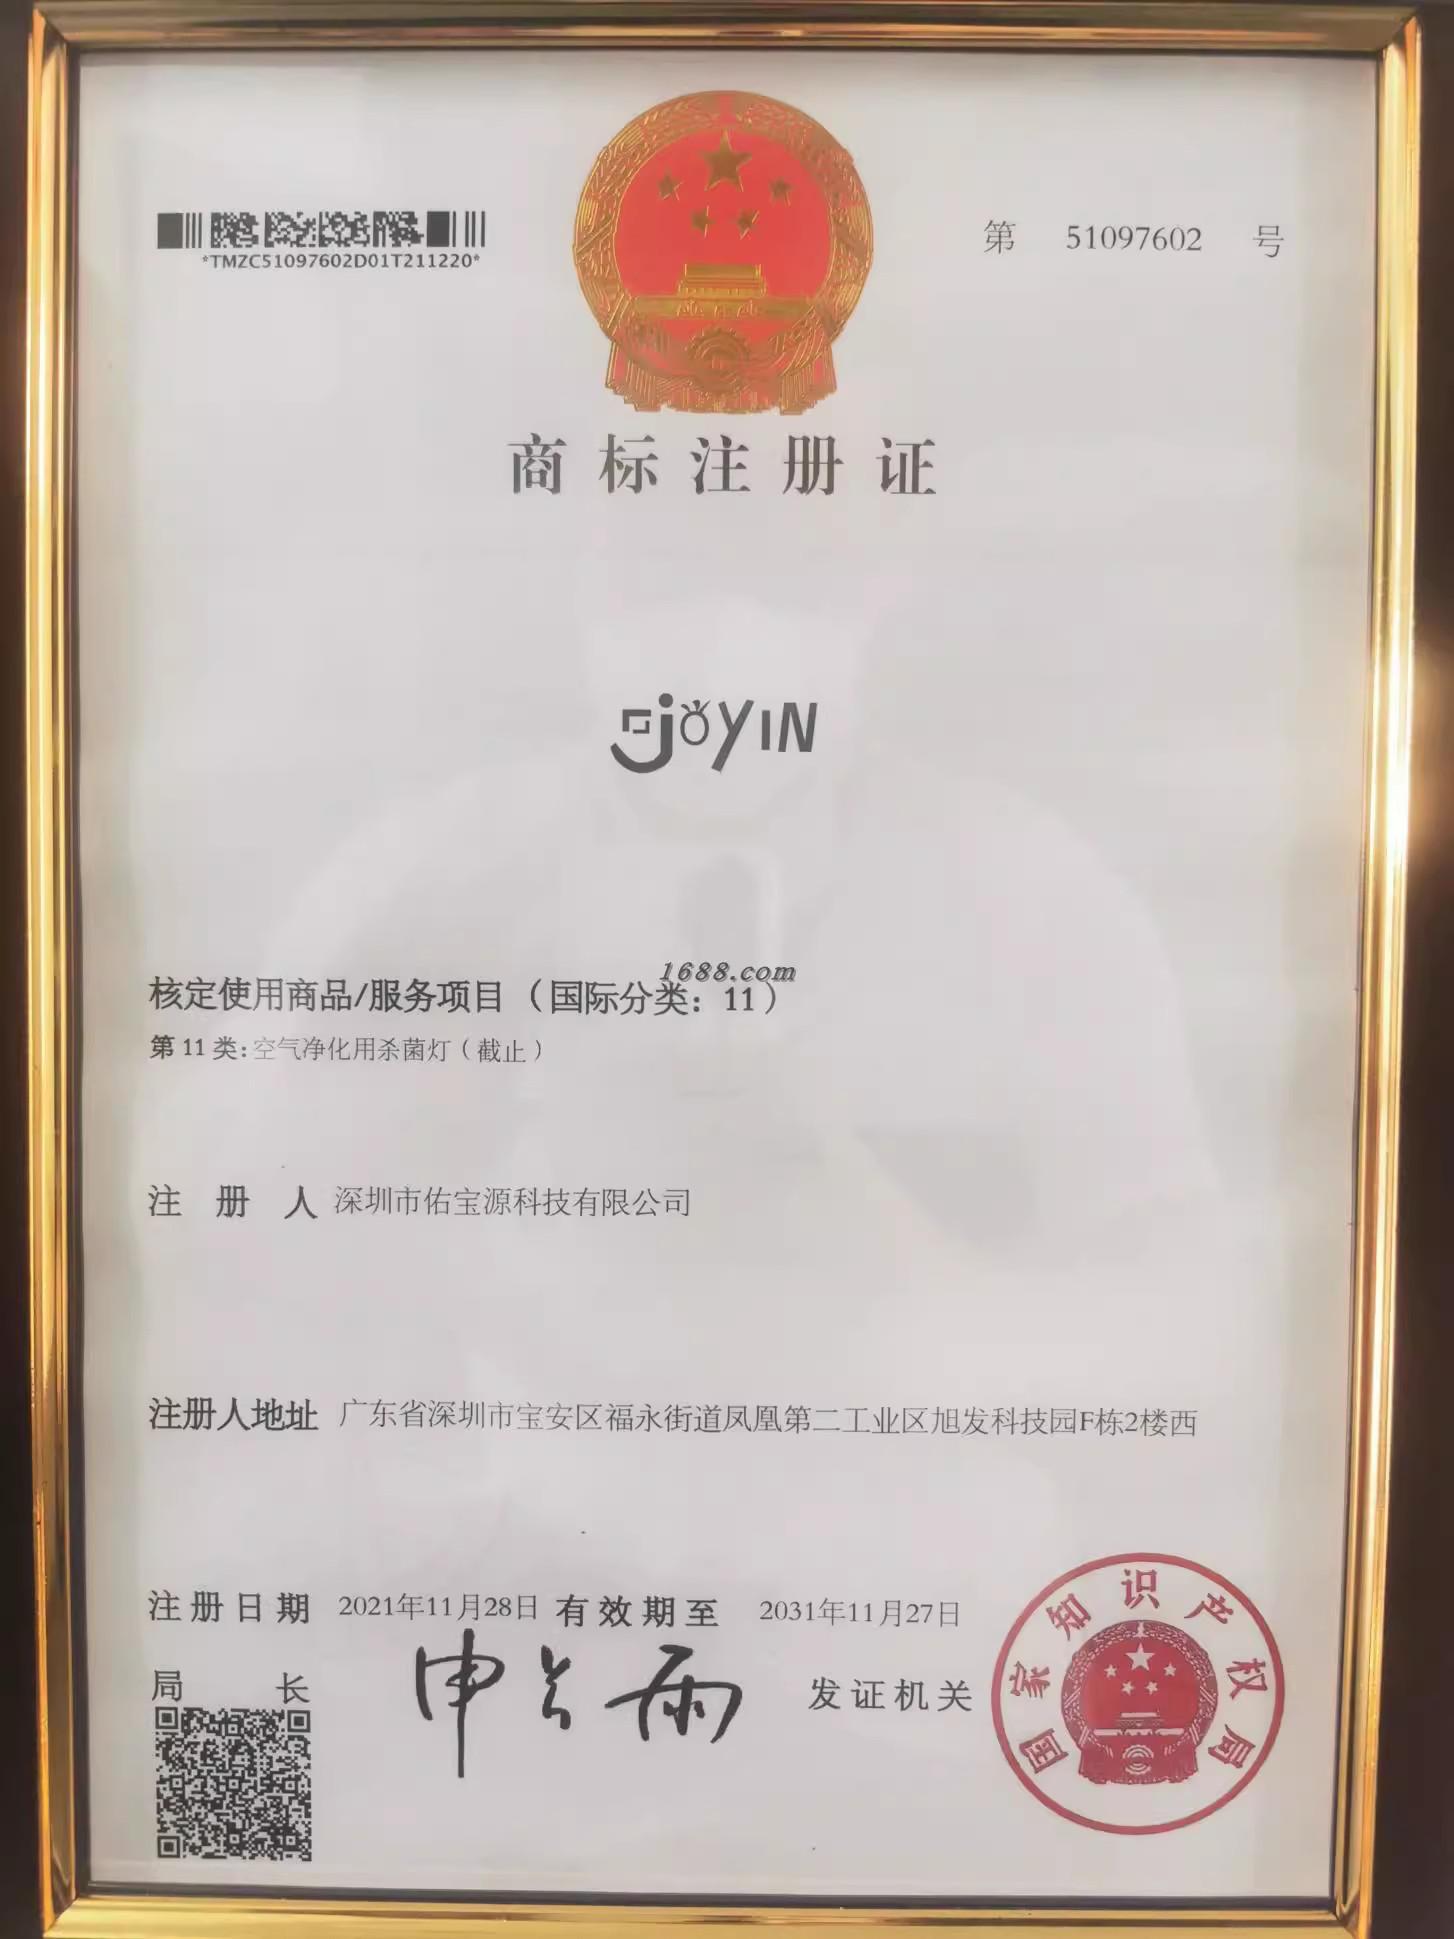 *TMZC51097602D01T211220*
第 51097602 号
商标注册证
JOYIN
1688.com
核定使用商品/服务项目（国际分类：11）
第11类：空气净化用杀菌灯（截止）
注册人 深圳市佑宝源科技有限公司
注册人地址 广东省深圳市宝安区福永街道凤凰第二工业区旭发科技园F栋2楼西
注册日期 2021年11月28日 有效期至 2031年11月27日
局长 申长雨 发证机关
国家知识产权局